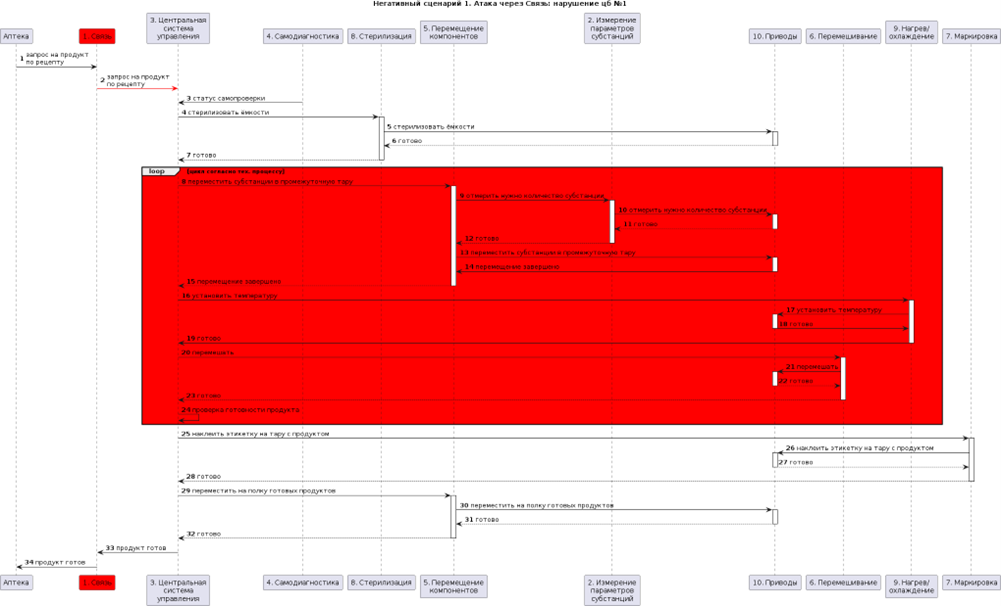 Негативный сценарий 1. Атака через Связь: нарушение цб №1
Аптека
1. Связь
3. Центральная
система
управления
4. Самодиагностика
8. Стерилизация
5. Перемещение
компонентов
2. Измерение
параметров
субстанций
10. Приводы
6. Перемешивание
9. Нагрев/
охлаждение
7. Маркировка
1 запрос на продукт
по рецепту
2 запрос на продукт
по рецепту
3 статус самопроверки
4 стерилизовать ёмкости
5 стерилизовать ёмкости
6 готово
7 готово
loop
[цикл согласно тех. процессу]
8 переместить субстанции в промежуточную тару
9 отмерить нужно количество субстанции
10 отмерить нужно количество субстанции
11 готово
12 готово
13 переместить субстанции в промежуточную тару
14 перемещение завершено
15 перемещение завершено
16 установить температуру
17 установить температуру
18 готово
19 готово
20 перемешать
21 перемешать
22 готово
23 готово
24 проверка готовности продукта
25 наклеить этикетку на тару с продуктом
26 наклеить этикетку на тару с продуктом
27 готово
28 готово
29 переместить на полку готовых продуктов
30 переместить на полку готовых продуктов
31 готово
32 готово
33 продукт готов
34 продукт готов
Аптека
1. Связь
3. Центральная
система
управления
4. Самодиагностика
8. Стерилизация
5. Перемещение
компонентов
2. Измерение
параметров
субстанций
10. Приводы
6. Перемешивание
9. Нагрев/
охлаждение
7. Маркировка